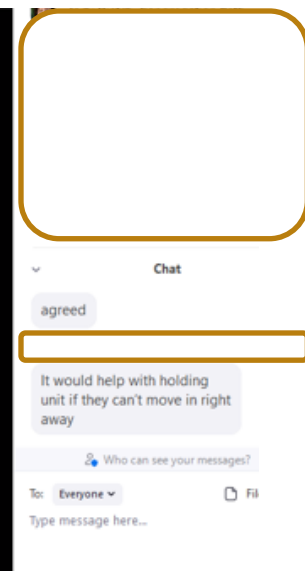 Chat
agreed
It would help with holding
unit if they can't move in right
away
Who can see your messages?
To: Everyone
Type message here...